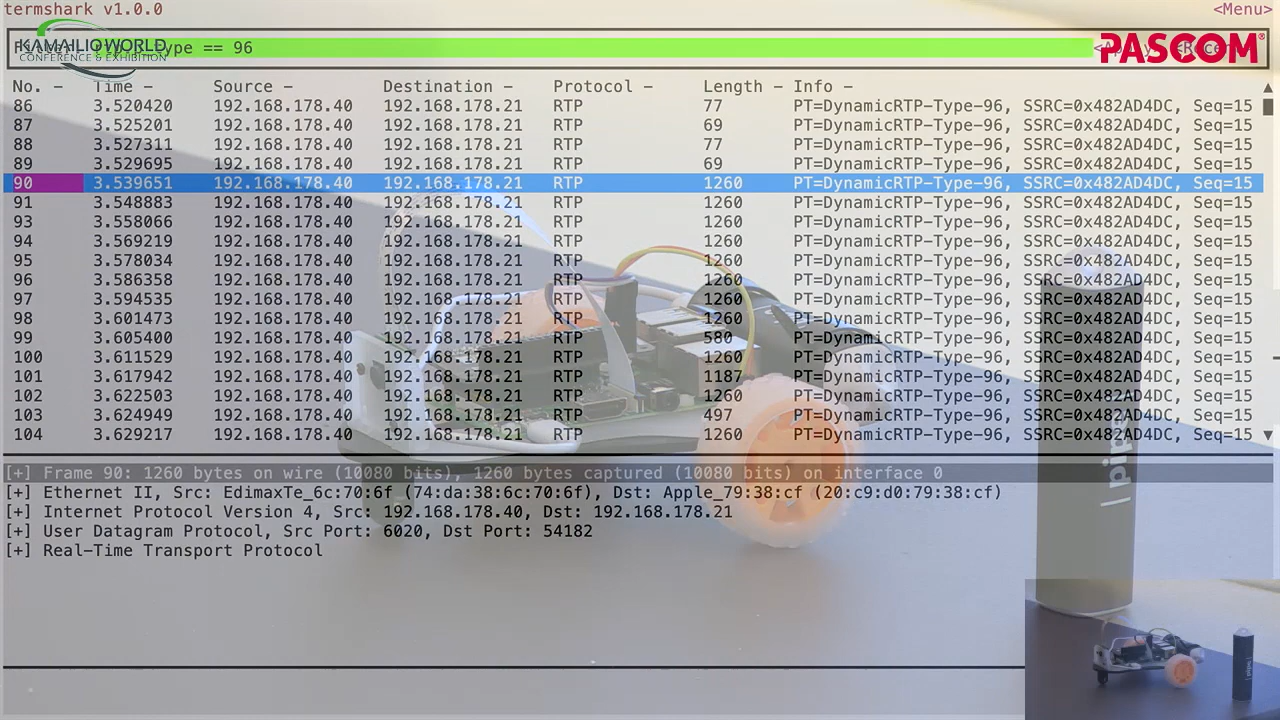 termshark v1.0.0 <Menu>
KAMAILIO WORLD
CONFERENCE & EXHIBITION
type == 96
PASCOM®
No. – Time – Source – Destination – Protocol – Length – Info –
86 3.520420 192.168.178.40 192.168.178.21 RTP 77 PT=DynamicRTP-Type-96, SSRC=0x482AD4DC, Seq=15
87 3.525201 192.168.178.40 192.168.178.21 RTP 69 PT=DynamicRTP-Type-96, SSRC=0x482AD4DC, Seq=15
88 3.527311 192.168.178.40 192.168.178.21 RTP 77 PT=DynamicRTP-Type-96, SSRC=0x482AD4DC, Seq=15
89 3.529695 192.168.178.40 192.168.178.21 RTP 69 PT=DynamicRTP-Type-96, SSRC=0x482AD4DC, Seq=15
90 3.539651 192.168.178.40 192.168.178.21 RTP 1260 PT=DynamicRTP-Type-96, SSRC=0x482AD4DC, Seq=15
91 3.548883 192.168.178.40 192.168.178.21 RTP 1260 PT=DynamicRTP-Type-96, SSRC=0x482AD4DC, Seq=15
93 3.558066 192.168.178.40 192.168.178.21 RTP 1260 PT=DynamicRTP-Type-96, SSRC=0x482AD4DC, Seq=15
94 3.569219 192.168.178.40 192.168.178.21 RTP 1260 PT=DynamicRTP-Type-96, SSRC=0x482AD4DC, Seq=15
95 3.578034 192.168.178.40 192.168.178.21 RTP 1260 PT=DynamicRTP-Type-96, SSRC=0x482AD4DC, Seq=15
96 3.586358 192.168.178.40 192.168.178.21 RTP 1260 PT=DynamicRTP-Type-96, SSRC=0x482AD4DC, Seq=15
97 3.594535 192.168.178.40 192.168.178.21 RTP 1260 PT=DynamicRTP-Type-96, SSRC=0x482AD4DC, Seq=15
98 3.601473 192.168.178.40 192.168.178.21 RTP 1260 PT=DynamicRTP-Type-96, SSRC=0x482AD4DC, Seq=15
99 3.605400 192.168.178.40 192.168.178.21 RTP 580 PT=DynamicRTP-Type-96, SSRC=0x482AD4DC, Seq=15
100 3.611529 192.168.178.40 192.168.178.21 RTP 1260 PT=DynamicRTP-Type-96, SSRC=0x482AD4DC, Seq=15
101 3.617942 192.168.178.40 192.168.178.21 RTP 1187 PT=DynamicRTP-Type-96, SSRC=0x482AD4DC, Seq=15
102 3.622503 192.168.178.40 192.168.178.21 RTP 1260 PT=DynamicRTP-Type-96, SSRC=0x482AD4DC, Seq=15
103 3.624949 192.168.178.40 192.168.178.21 RTP 497 PT=DynamicRTP-Type-96, SSRC=0x482AD4DC, Seq=15
104 3.629217 192.168.178.40 192.168.178.21 RTP 1260 PT=DynamicRTP-Type-96, SSRC=0x482AD4DC, Seq=15
[+] Frame 90: 1260 bytes on wire (10080 bits), 1260 bytes captured (10080 bits) on interface 0
[+] Ethernet II, Src: EdimaxTe_6c:70:6f (74:da:38:6c:70:6f), Dst: Apple_79:38:cf (20:c9:d0:79:38:cf)
[+] Internet Protocol Version 4, Src: 192.168.178.40, Dst: 192.168.178.21
[+] User Datagram Protocol, Src Port: 6020, Dst Port: 54182
[+] Real-Time Transport Protocol